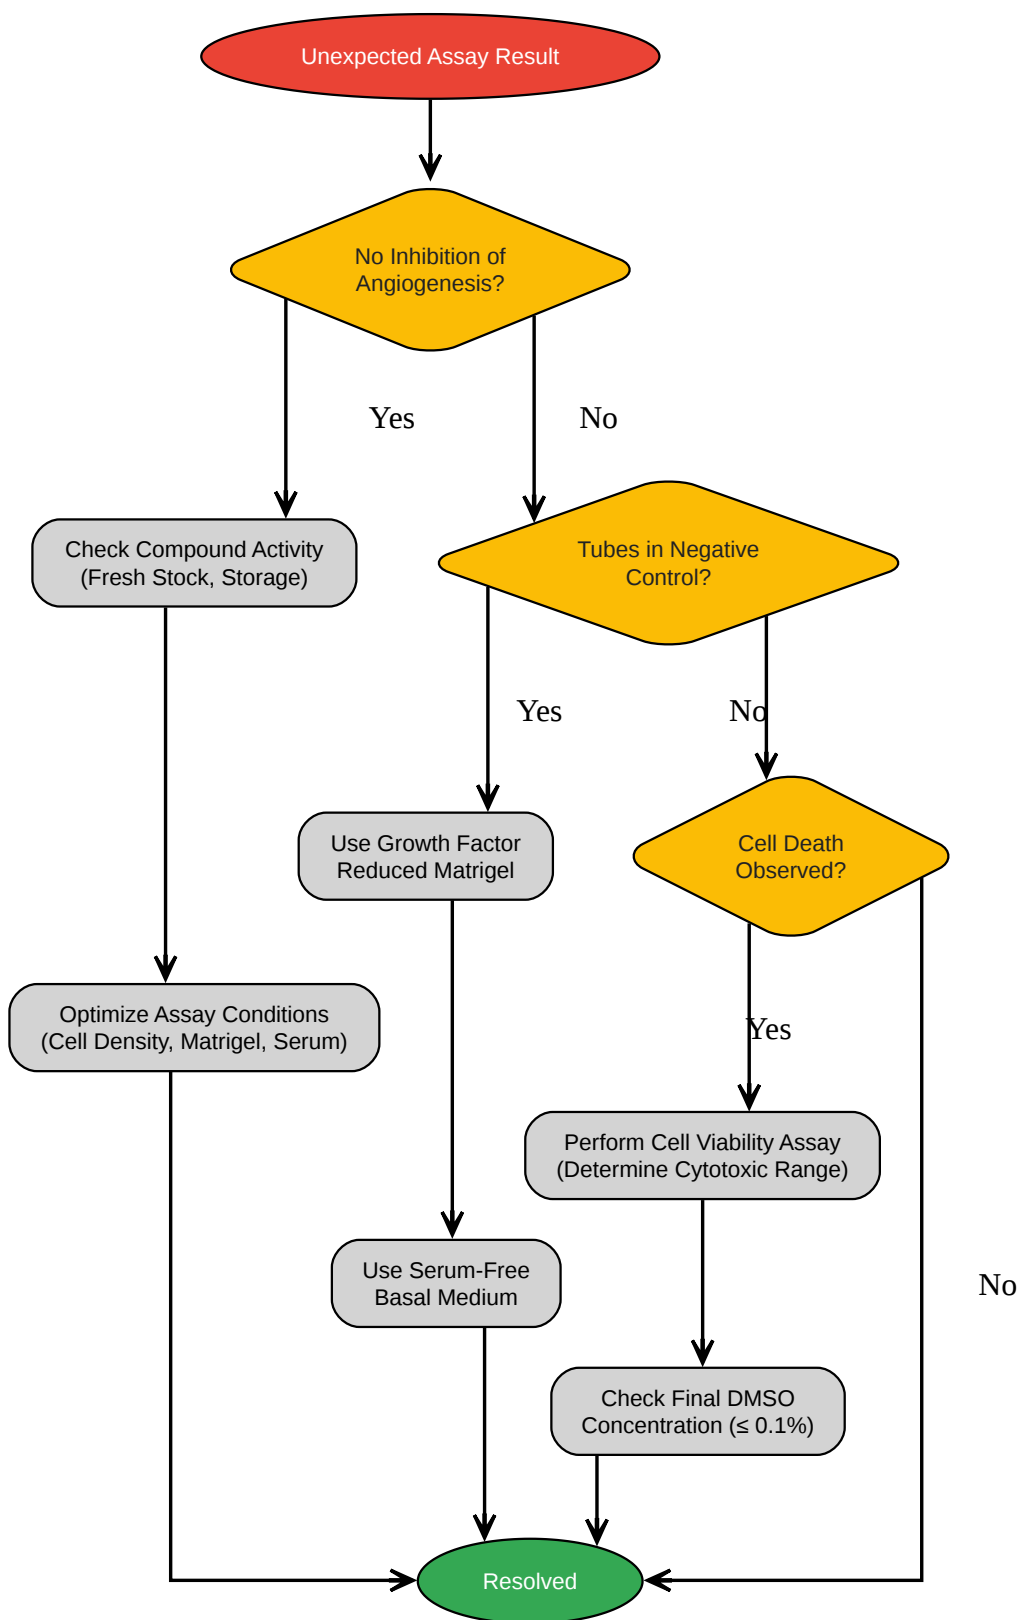 Unexpected Assay Result
No Inhibition of
Angiogenesis?
Yes
No
Check Compound Activity
(Fresh Stock, Storage)
Tubes in Negative
Control?
Yes
No
Use Growth Factor
Reduced Matrigel
Cell Death
Observed?
Optimize Assay Conditions
(Cell Density, Matrigel, Serum)
Yes
Perform Cell Viability Assay
(Determine Cytotoxic Range)
Use Serum-Free
Basal Medium
No
Check Final DMSO
Concentration (≤ 0.1%)
Resolved